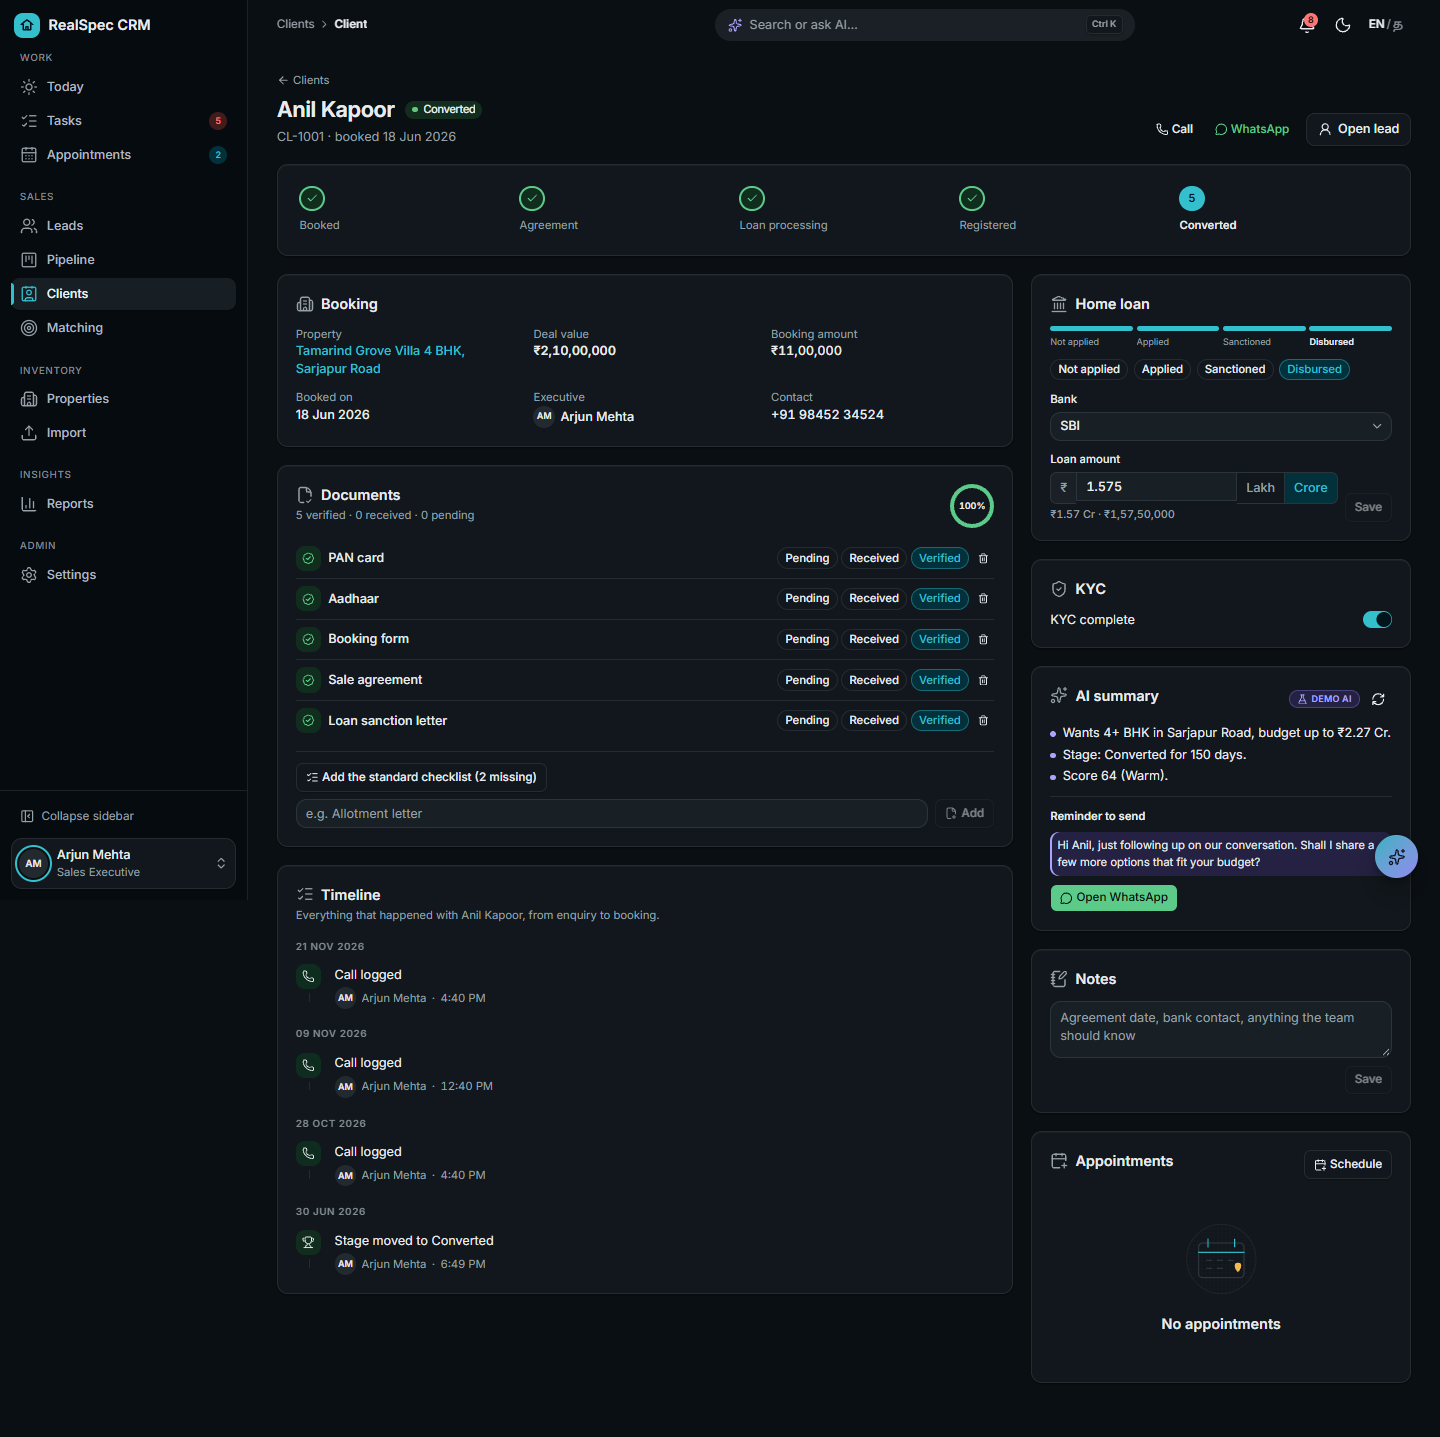 RealSpec CRM
WORK
Today
Tasks
5
Appointments
2
SALES
Leads
Pipeline
Clients
Matching
INVENTORY
Properties
Import
INSIGHTS
Reports
ADMIN
Settings
Collapse sidebar
AM
Arjun Mehta
Sales Executive
Clients > Client
Search or ask AI...
Ctrl K
8
EN / த
← Clients
Anil Kapoor
Converted
CL-1001 · booked 18 Jun 2026
Call
WhatsApp
Open lead
Booked
Agreement
Loan processing
Registered
5
Converted
Booking
Property
Tamarind Grove Villa 4 BHK,
Sarjapur Road
Deal value
₹2,10,00,000
Booking amount
₹11,00,000
Booked on
18 Jun 2026
Executive
AM Arjun Mehta
Contact
+91 98452 34524
Documents
5 verified · 0 received · 0 pending
100%
PAN card
Pending Received Verified
Aadhaar
Pending Received Verified
Booking form
Pending Received Verified
Sale agreement
Pending Received Verified
Loan sanction letter
Pending Received Verified
Add the standard checklist (2 missing)
e.g. Allotment letter
Add
Timeline
Everything that happened with Anil Kapoor, from enquiry to booking.
21 NOV 2026
Call logged
AM Arjun Mehta · 4:40 PM
09 NOV 2026
Call logged
AM Arjun Mehta · 12:40 PM
28 OCT 2026
Call logged
AM Arjun Mehta · 4:40 PM
30 JUN 2026
Stage moved to Converted
AM Arjun Mehta · 6:49 PM
Home loan
Not applied Applied Sanctioned Disbursed
Not applied Applied Sanctioned Disbursed
Bank
SBI
Loan amount
₹ 1.575 Lakh Crore
₹1.57 Cr · ₹1,57,50,000
Save
KYC
KYC complete
AI summary
DEMO AI
Wants 4+ BHK in Sarjapur Road, budget up to ₹2.27 Cr.
Stage: Converted for 150 days.
Score 64 (Warm).
Reminder to send
Hi Anil, just following up on our conversation. Shall I share a
few more options that fit your budget?
Open WhatsApp
Notes
Agreement date, bank contact, anything the team
should know
Save
Appointments
Schedule
No appointments